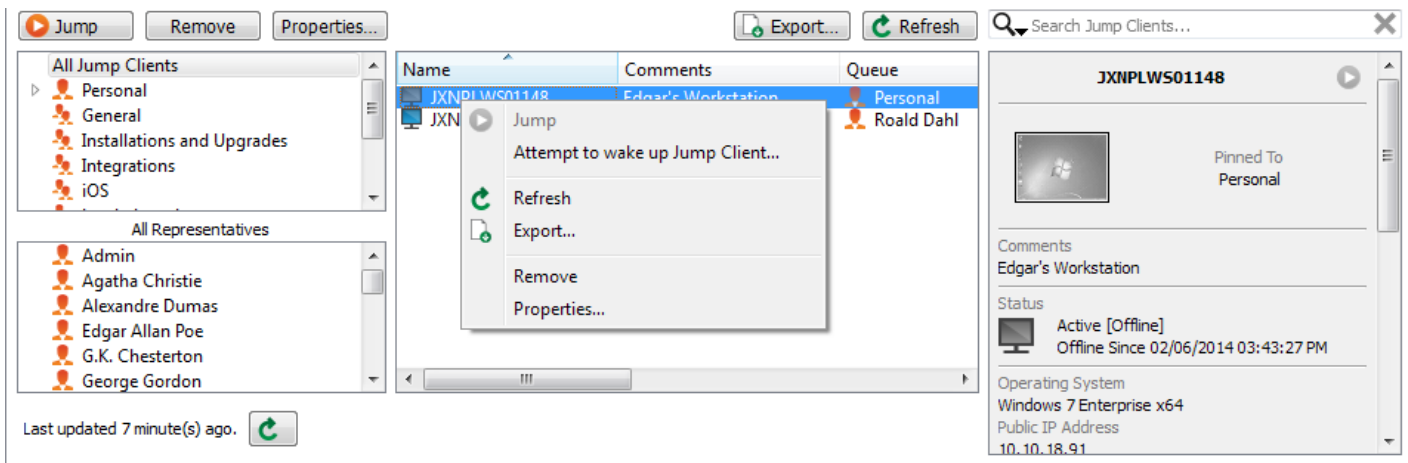 Jump Remove Properties... Export... Refresh Search Jump Clients...
All Jump Clients
Personal
General
Installations and Upgrades
Integrations
iOS
All Representatives
Admin
Agatha Christie
Alexandre Dumas
Edgar Allan Poe
G.K. Chesterton
George Gordon
Last updated 7 minute(s) ago.
Name Comments Queue
JXNPLWS01148 Edgar's Workstation Personal
JXN Roald Dahl
Jump
Attempt to wake up Jump Client...
Refresh
Export...
Remove
Properties...
JXNPLWS01148
Pinned To
Personal
Comments
Edgar's Workstation
Status
Active [Offline]
Offline Since 02/06/2014 03:43:27 PM
Operating System
Windows 7 Enterprise x64
Public IP Address
10.10.18.91